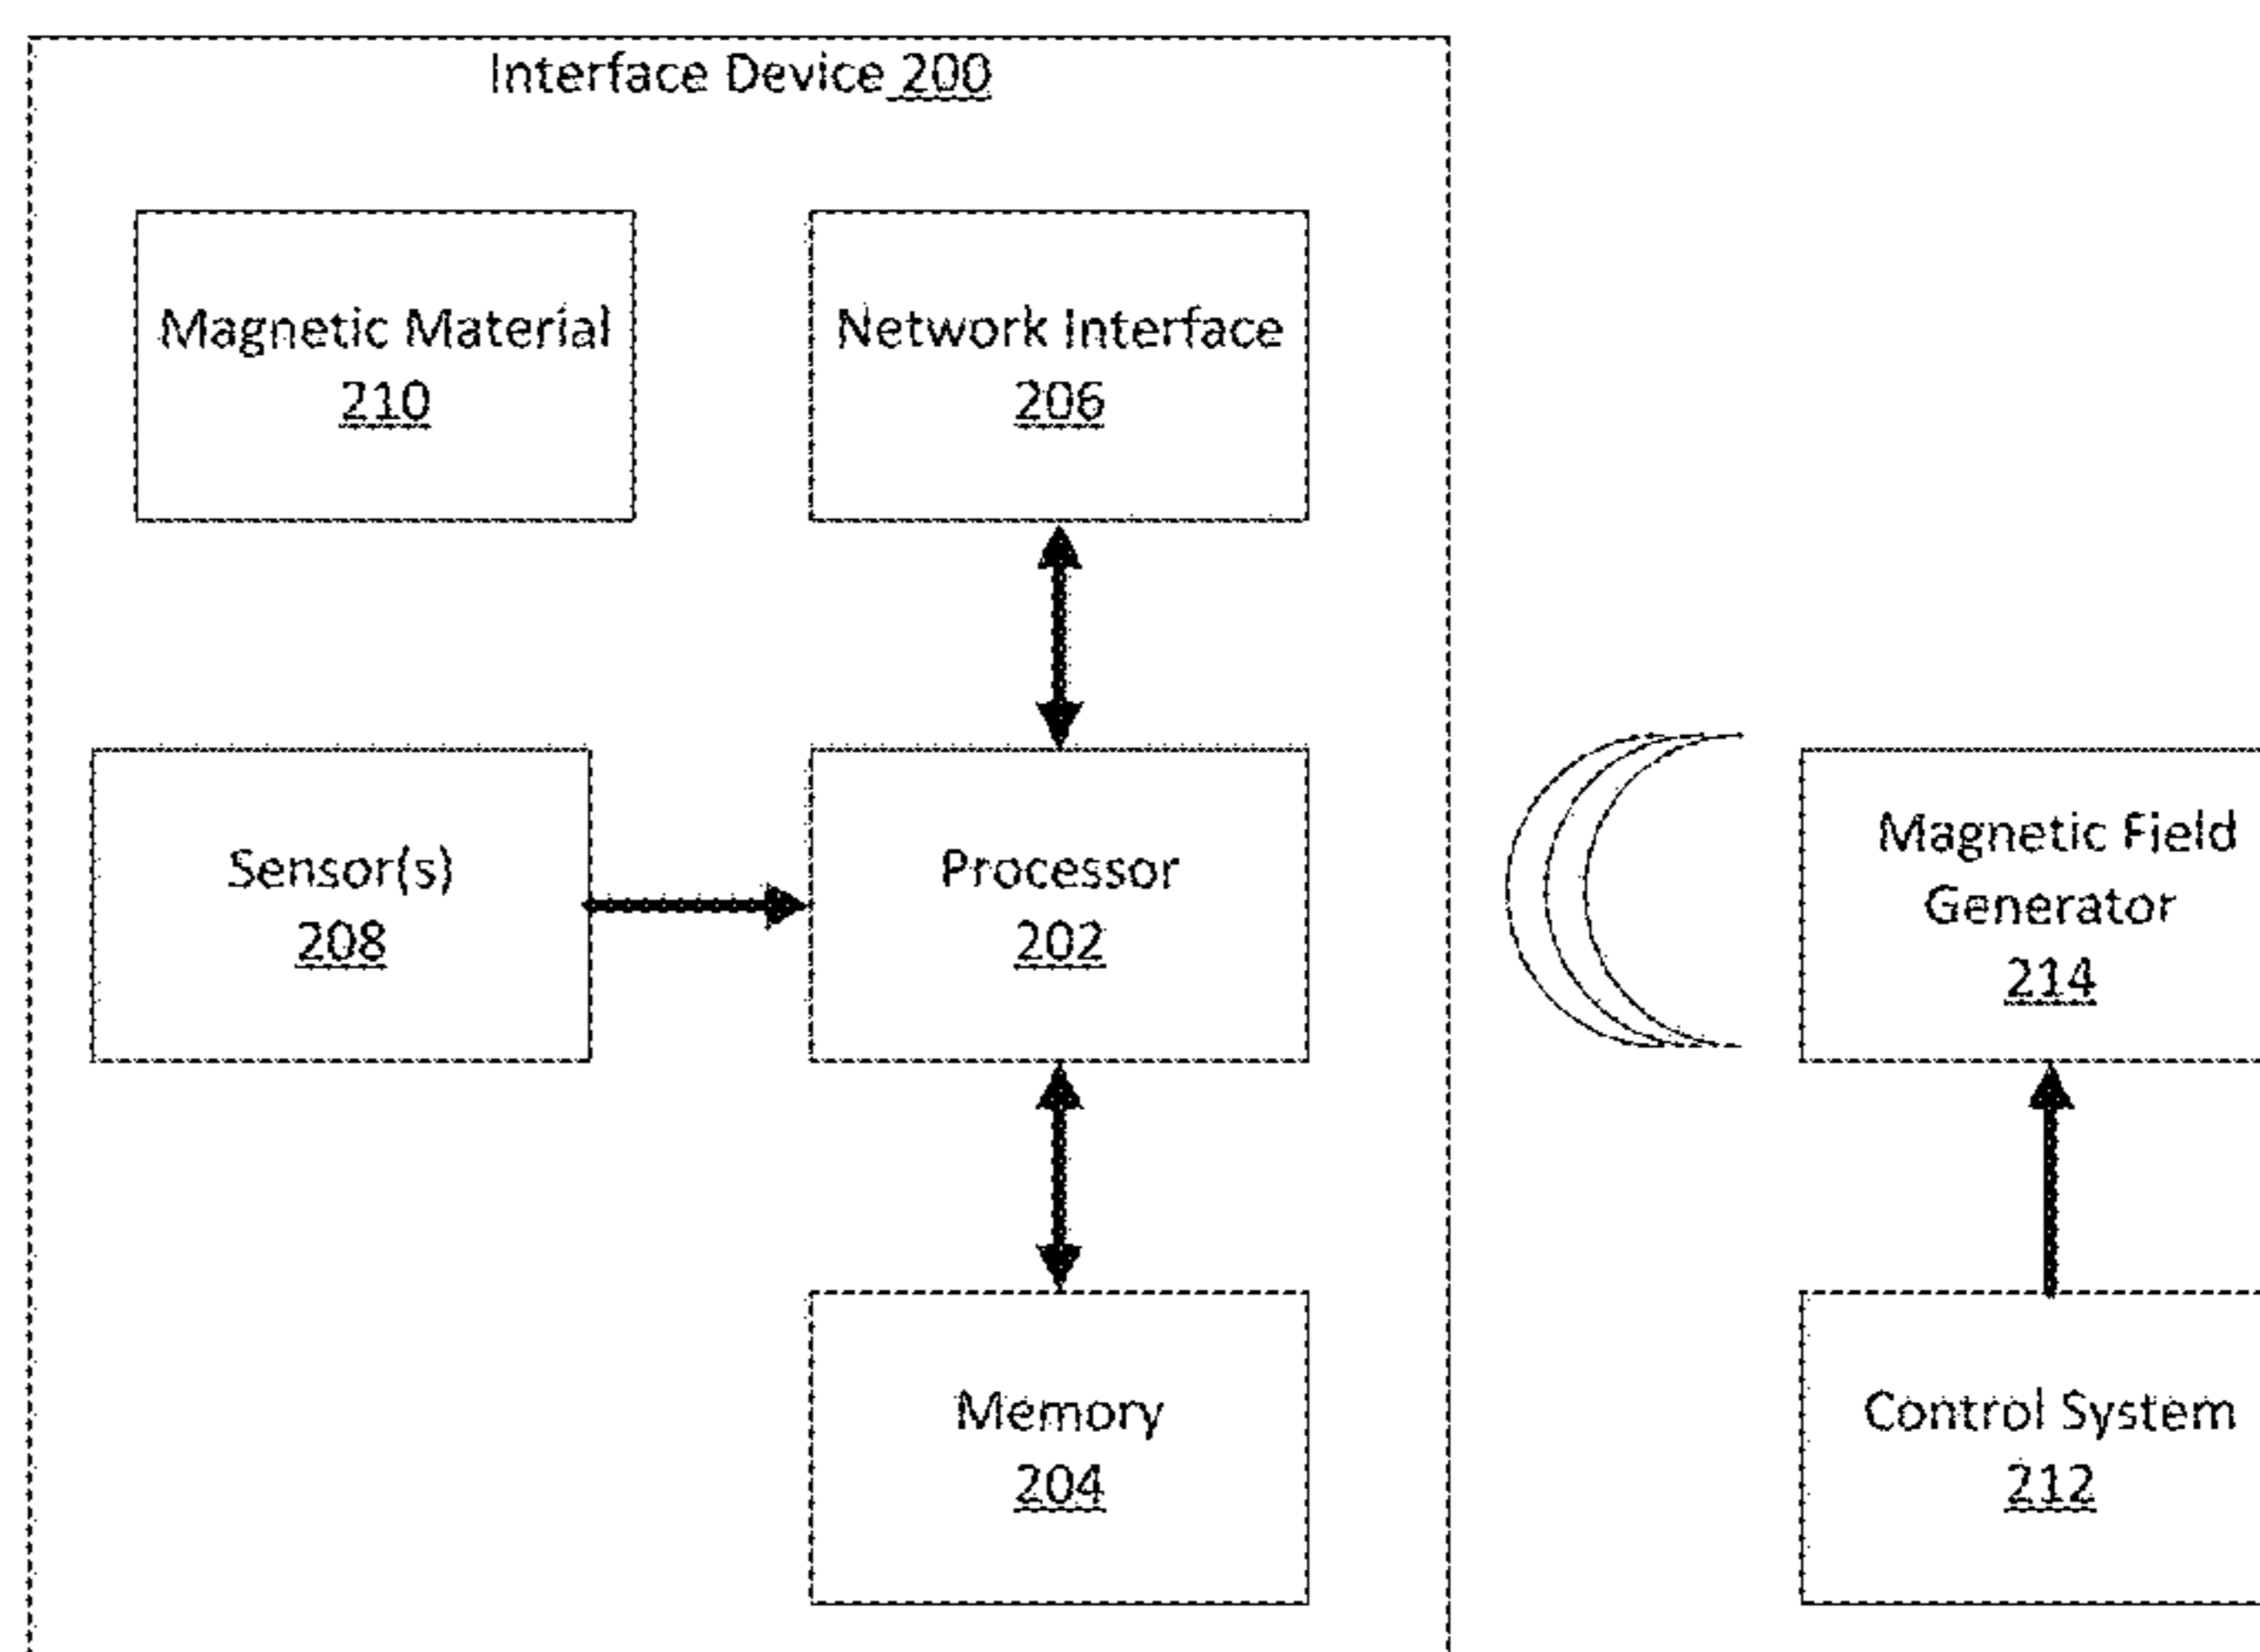 Interface Device 200
Magnetic Material
210
Network Interface
206
Sensor(s)
208
Processor
202
Magnetic Field
Generator
214
Memory
204
Control System
212